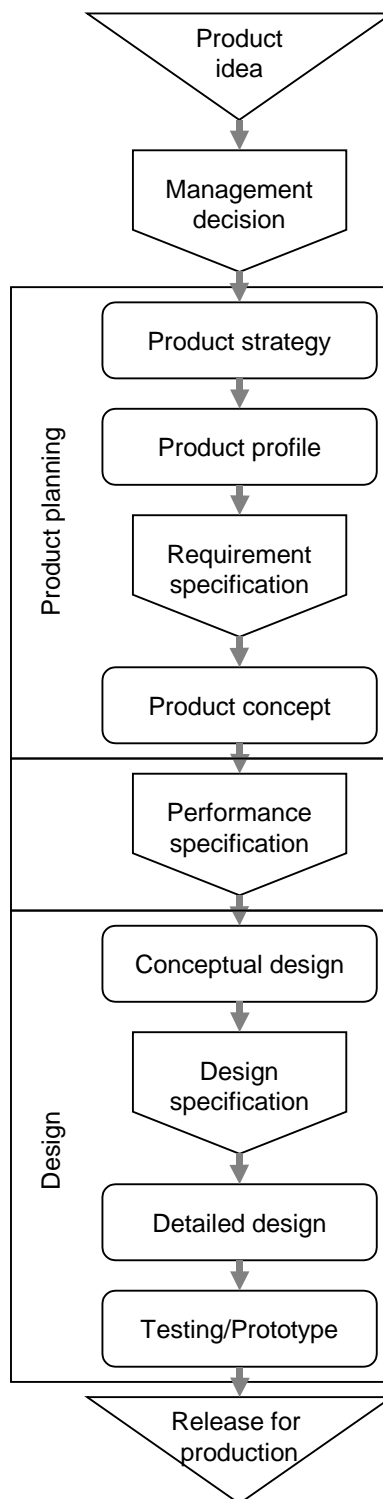 Product
idea
Management
decision
Product planning
Product strategy
Product profile
Requirement
specification
Product concept
Performance
specification
Design
Conceptual design
Design
specification
Detailed design
Testing/Prototype
Release for
production